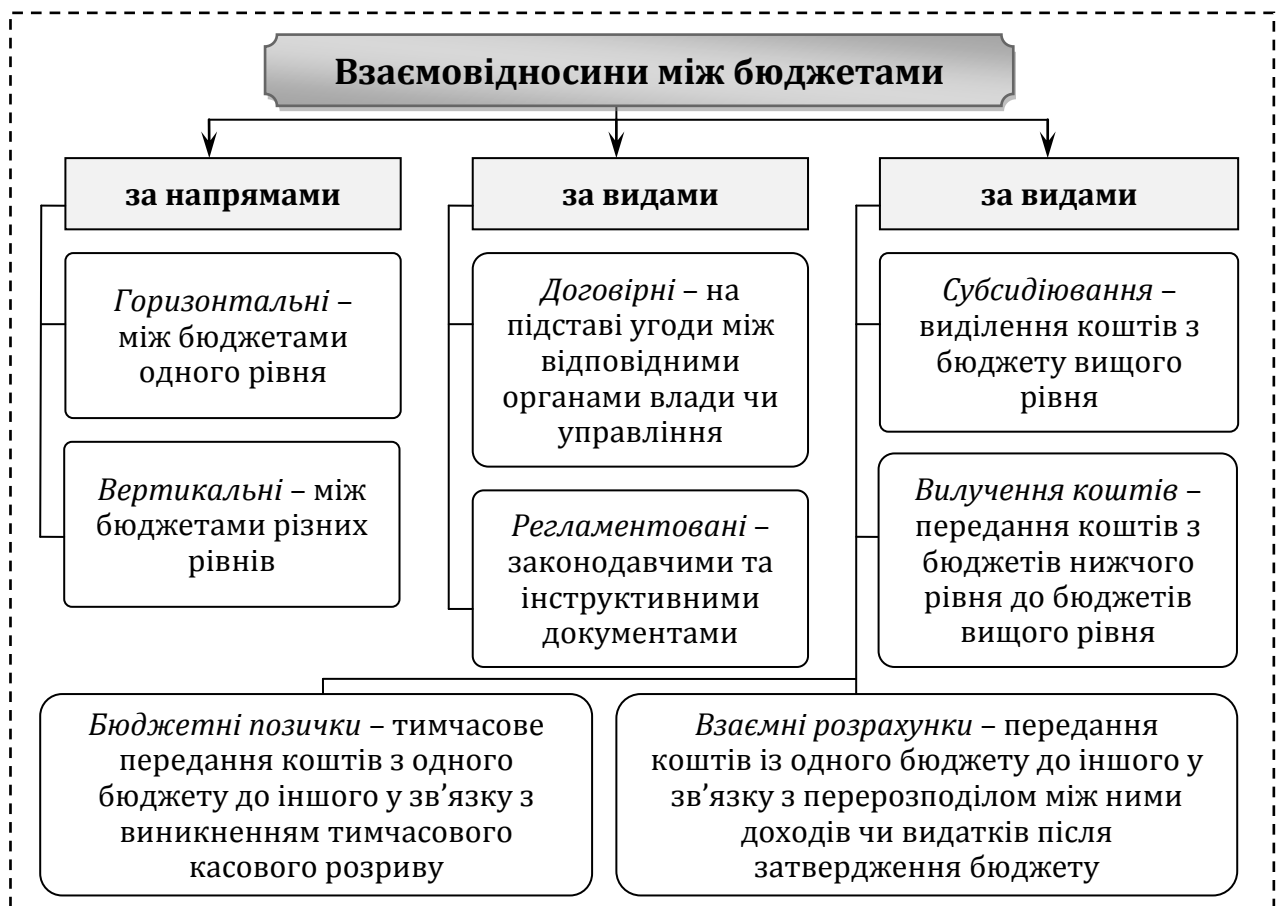 Взаємовідносини між бюджетами
за напрямами
Горизонтальні –
між бюджетами
одного рівня
Вертикальні – між
бюджетами різних
рівнів
за видами
Договірні – на
підставі угоди між
відповідними
органами влади чи
управління
Регламентовані –
законодавчими та
інструктивними
документами
за видами
Субсидіювання –
виділення коштів з
бюджету вищого
рівня
Вилучення коштів –
передання коштів з
бюджетів нижчого
рівня до бюджетів
вищого рівня
Бюджетні позички – тимчасове
передання коштів з одного
бюджету до іншого у зв’язку з
виникненням тимчасового
касового розриву
Взаємні розрахунки – передання
коштів із одного бюджету до іншого у
зв’язку з перерозподілом між ними
доходів чи видатків після
затвердження бюджету